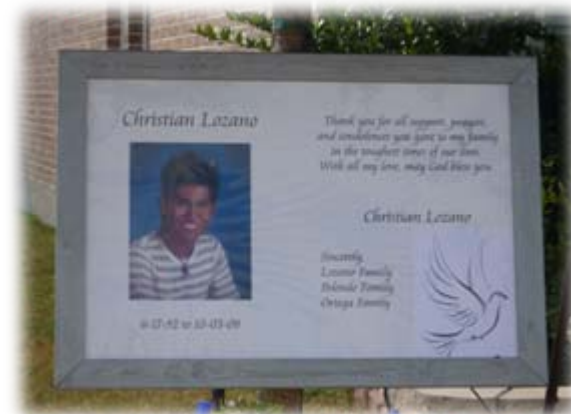 Christian Lozano
6-17-92 to 10-03-09
Thank you for all support, prayers,
and condolences you gave to my family
in the toughest times of our lives.
With all my love, may God bless you
Christian Lozano
Sincerely,
Lozano Family
Family
Ortega Family